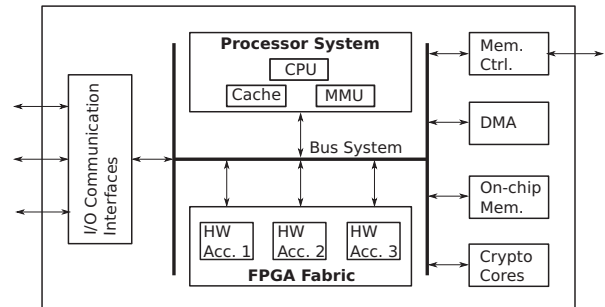 Processor System
CPU
Cache
MMU
Mem.
Ctrl.
I/O Communication
Interfaces
Bus System
DMA
On-chip
Mem.
HW
Acc. 1
HW
Acc. 2
HW
Acc. 3
FPGA Fabric
Crypto
Cores